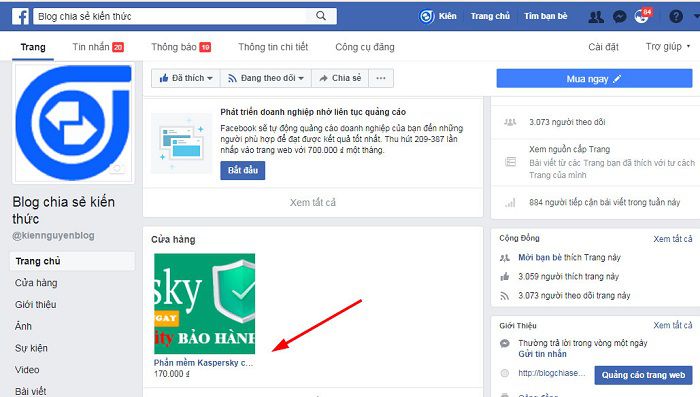 Blog chia sẻ kiến thức
Kiên
Trang chủ
Tìm bạn bè
64
Trang
Tin nhắn 20
Thông báo 19
Thông tin chi tiết
Công cụ đăng
Cài đặt
Trợ giúp
Đã thích
Đang theo dõi
Chia sẻ
Mua ngay
Blog chia sẻ kiến
thức
@kiennguyenblog
Trang chủ
Cửa hàng
Giới thiệu
Ảnh
Sự kiện
Video
Bài viết
Phát triển doanh nghiệp nhờ liên tục quảng cáo
Facebook sẽ tự động quảng cáo doanh nghiệp của bạn đến những
người phù hợp để đạt được kết quả tốt nhất. Thu hút 209-387 lần
nhấp vào trang web với 700.000 ₫ một tháng.
Bắt đầu
Xem tất cả
Cửa hàng
sky
NGAY
ity BẢO HÀNH
Phần mềm Kaspersky c...
170.000 ₫
3.073 người theo dõi
Xem nguồn cấp Trang
Bài viết từ các Trang bạn đã thích với tư cách
Trang của mình
884 người tiếp cận bài viết trong tuần này
Cộng Đồng
Xem tất cả
Mời bạn bè thích Trang này
3.059 người thích trang này
3.073 người theo dõi trang này
Giới Thiệu
Xem tất cả
Thường trả lời trong vòng một ngày
Gửi tin nhắn
http://blogchiase...
Quảng cáo trang web